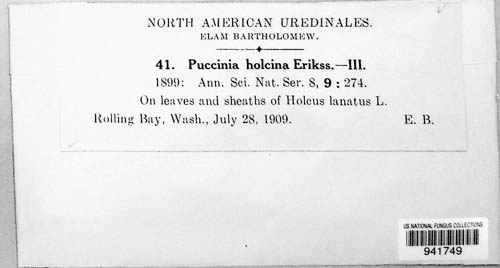 NORTH AMERICAN UREDINALES.
ELAM BARTHOLOMEW.
41. Puccinia holcina Erikss.—III.
1899: Ann. Sci. Nat. Ser. 8, 9 : 274.
On leaves and sheaths of Holcus lanatus L.
Rolling Bay, Wash., July 28, 1909. E. B.
US NATIONAL FUNGUS COLLECTIONS
941749